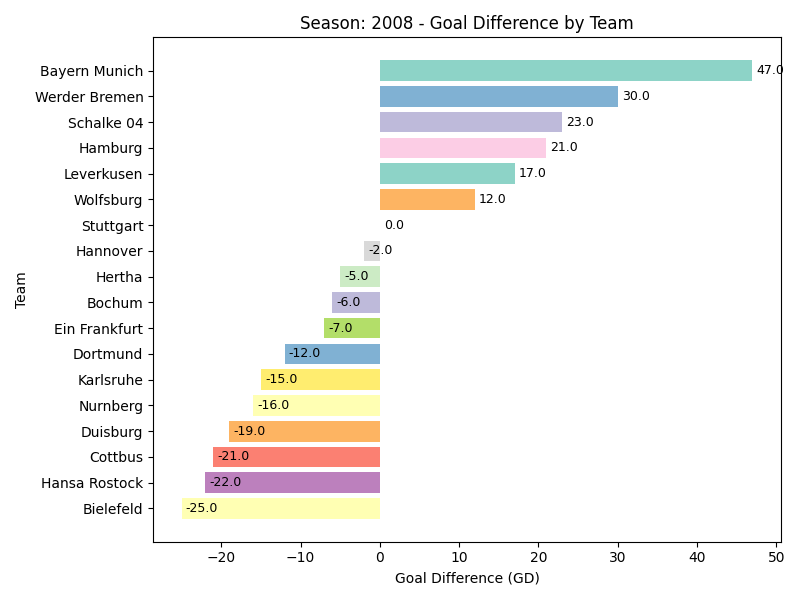 Season: 2008 - Goal Difference by Team
Team
Bayern Munich 47.0
Werder Bremen 30.0
Schalke 04 23.0
Hamburg 21.0
Leverkusen 17.0
Wolfsburg 12.0
Stuttgart 0.0
Hannover -2.0
Hertha -5.0
Bochum -6.0
Ein Frankfurt -7.0
Dortmund -12.0
Karlsruhe -15.0
Nurnberg -16.0
Duisburg -19.0
Cottbus -21.0
Hansa Rostock -22.0
Bielefeld -25.0
−20 −10 0 10 20 30 40 50
Goal Difference (GD)